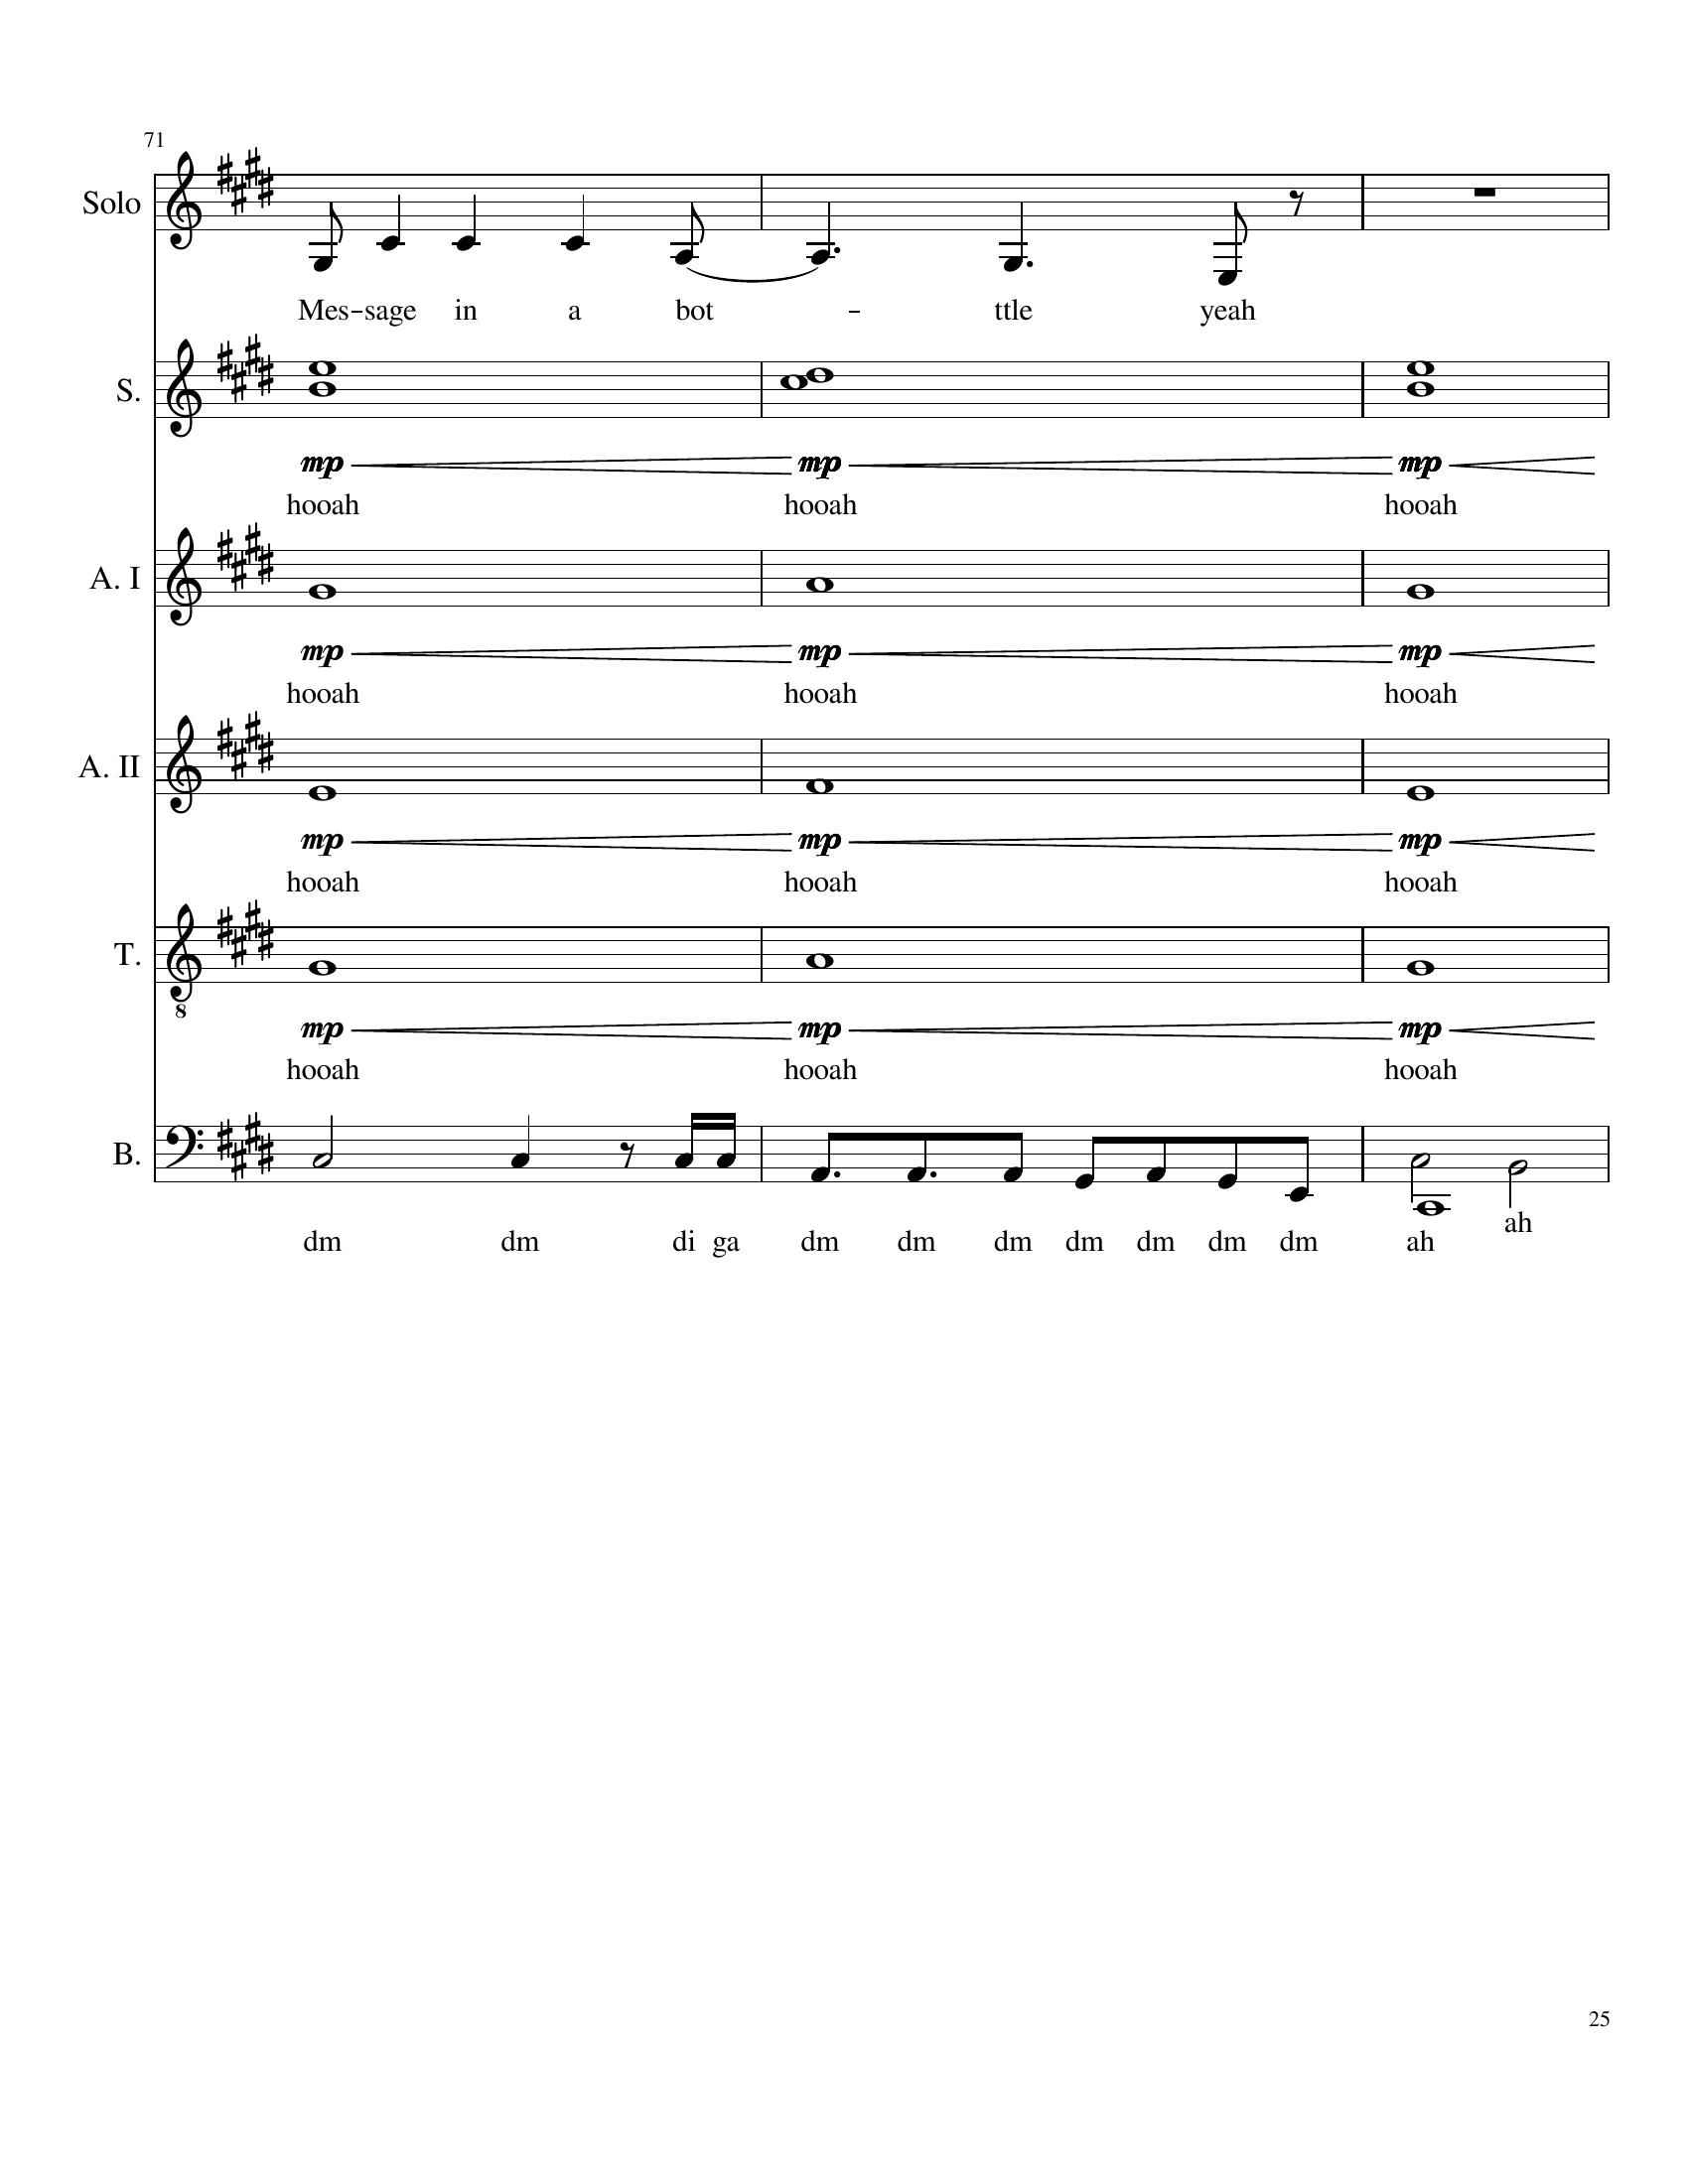 71
Solo
Mes - sage in a bot - ttle yeah
S.
mp mp mp
hooah hooah hooah
A. I
mp mp mp
hooah hooah hooah
A. II
mp mp mp
hooah hooah hooah
T.
8
mp mp mp
hooah hooah hooah
B.
ah
dm dm di ga dm dm dm dm dm dm dm ah
25